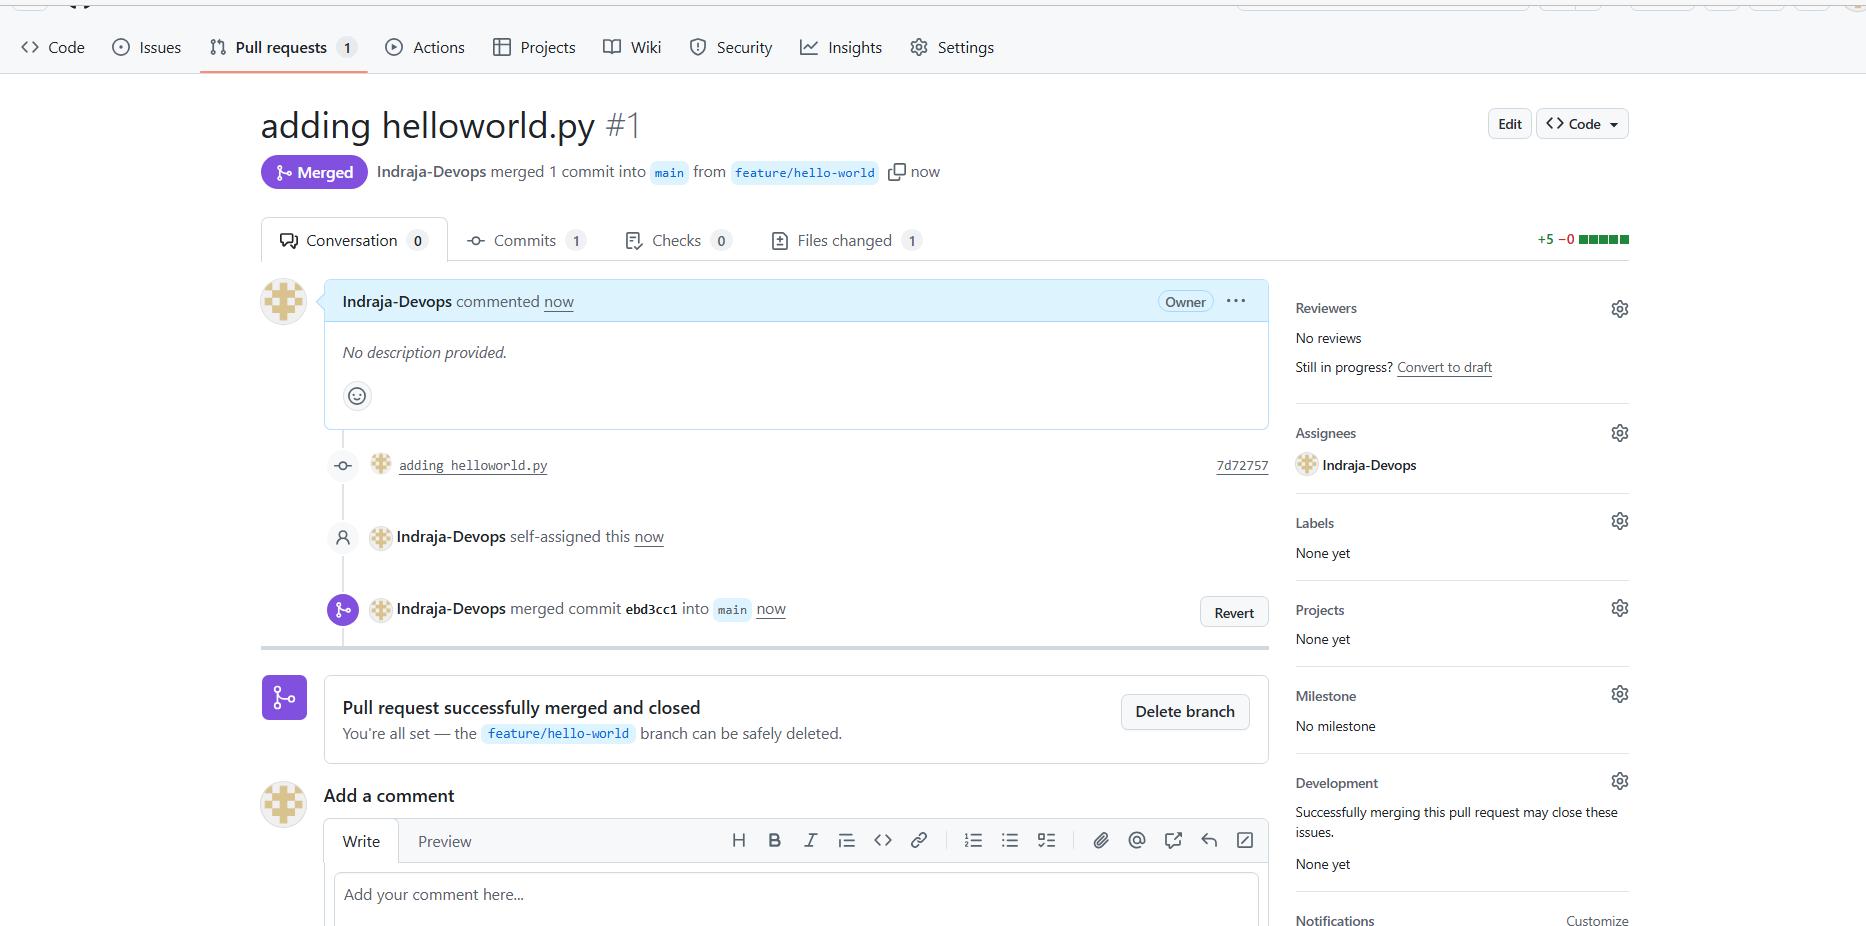 Code Issues Pull requests 1 Actions Projects Wiki Security Insights Settings
adding helloworld.py #1
Edit Code
Merged Indraja-Devops merged 1 commit into main from feature/hello-world now
Conversation 0 Commits 1 Checks 0 Files changed 1
+5 −0
Indraja-Devops commented now
Owner
No description provided.
adding helloworld.py
7d72757
Indraja-Devops self-assigned this now
Indraja-Devops merged commit ebd3cc1 into main now
Revert
Pull request successfully merged and closed
You're all set — the feature/hello-world branch can be safely deleted.
Delete branch
Add a comment
Write Preview
Add your comment here...
Reviewers
No reviews
Still in progress? Convert to draft
Assignees
Indraja-Devops
Labels
None yet
Projects
None yet
Milestone
No milestone
Development
Successfully merging this pull request may close these
issues.
None yet
Notifications Customize